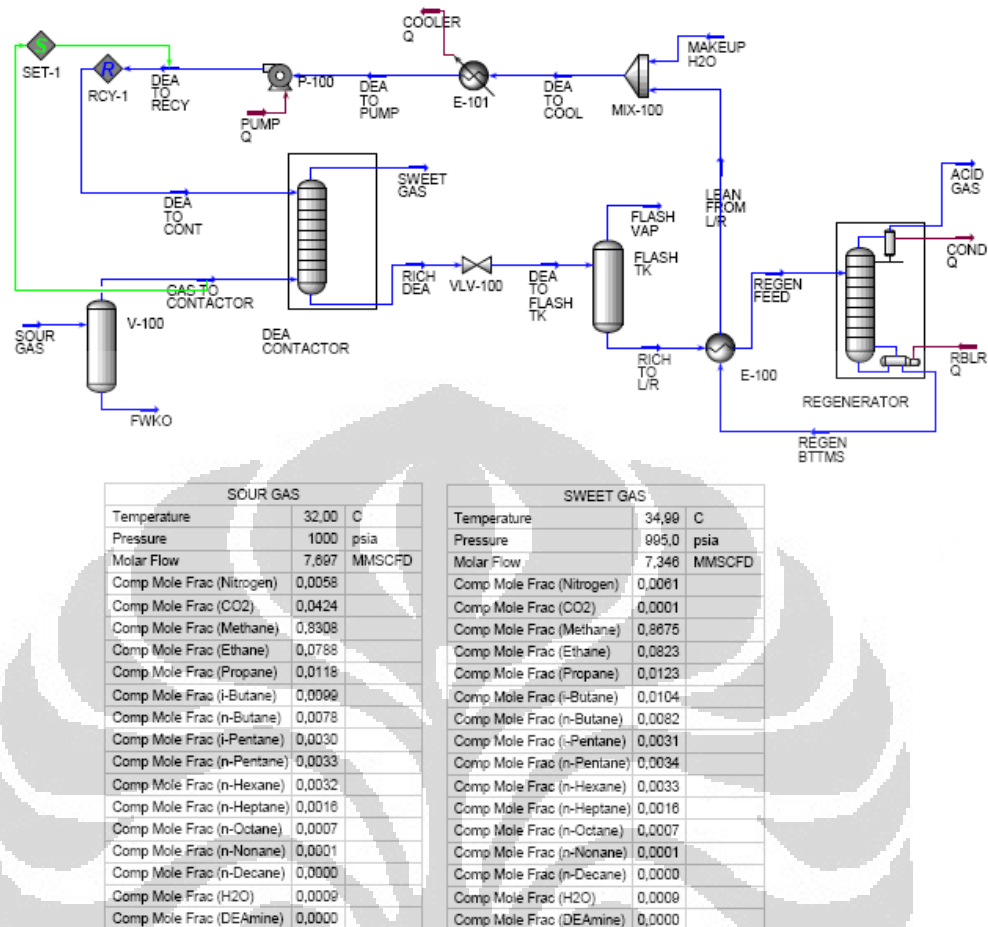 COOLER
Q
MAKEUP
H2O
S
SET-1
R
RCY-1
DEA
TO
RECY
P-100
DEA
TO
PUMP
E-101
DEA
TO
COOL
MIX-100
PUMP
Q
SWEET
GAS
ACID
GAS
DEA
TO
CONT
LEAN
FROM
L/R
FLASH
VAP
FLASH
TK
COND
Q
RICH
DEA
VLV-100
DEA
TO
FLASH
TK
REGEN
FEED
GAS TO
CONTACTOR
V-100
SOUR
GAS
DEA
CONTACTOR
RICH
TO
L/R
E-100
RBLR
Q
REGENERATOR
FWKO
REGEN
BTTMS
SOUR GAS
Temperature 32,00 C
Pressure 1000 psia
Molar Flow 7,697 MMSCFD
Comp Mole Frac (Nitrogen) 0,0058
Comp Mole Frac (CO2) 0,0424
Comp Mole Frac (Methane) 0,8308
Comp Mole Frac (Ethane) 0,0788
Comp Mole Frac (Propane) 0,0118
Comp Mole Frac (i-Butane) 0,0099
Comp Mole Frac (n-Butane) 0,0078
Comp Mole Frac (i-Pentane) 0,0030
Comp Mole Frac (n-Pentane) 0,0033
Comp Mole Frac (n-Hexane) 0,0032
Comp Mole Frac (n-Heptane) 0,0016
Comp Mole Frac (n-Octane) 0,0007
Comp Mole Frac (n-Nonane) 0,0001
Comp Mole Frac (n-Decane) 0,0000
Comp Mole Frac (H2O) 0,0009
Comp Mole Frac (DEAmine) 0,0000
SWEET GAS
Temperature 34,99 C
Pressure 995,0 psia
Molar Flow 7,346 MMSCFD
Comp Mole Frac (Nitrogen) 0,0061
Comp Mole Frac (CO2) 0,0001
Comp Mole Frac (Methane) 0,8675
Comp Mole Frac (Ethane) 0,0823
Comp Mole Frac (Propane) 0,0123
Comp Mole Frac (i-Butane) 0,0104
Comp Mole Frac (n-Butane) 0,0082
Comp Mole Frac (i-Pentane) 0,0031
Comp Mole Frac (n-Pentane) 0,0034
Comp Mole Frac (n-Hexane) 0,0033
Comp Mole Frac (n-Heptane) 0,0016
Comp Mole Frac (n-Octane) 0,0007
Comp Mole Frac (n-Nonane) 0,0001
Comp Mole Frac (n-Decane) 0,0000
Comp Mole Frac (H2O) 0,0009
Comp Mole Frac (DEAmine) 0,0000